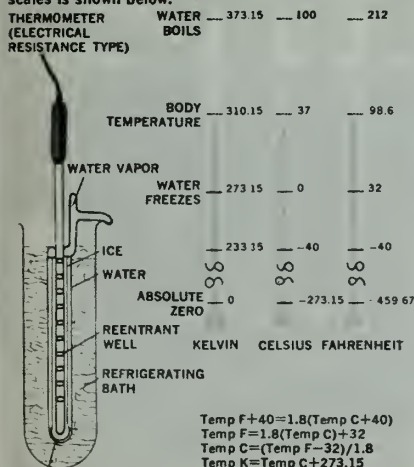 scales is shown below.
THERMOMETER
(ELECTRICAL
RESISTANCE TYPE)
WATER BOILS 373.15 100 212
BODY TEMPERATURE 310.15 37 98.6
WATER VAPOR
WATER FREEZES 273 15 0 32
ICE
233 35 -40 -40
WATER
ABSOLUTE ZERO 0 -273.15 - 459 67
REENTRANT
WELL
KELVIN CELSIUS FAHRENHEIT
REFRIGERATING
BATH
Temp F+40=1.8(Temp C+40)
Temp F=1.8(Temp C)+32
Temp C=(Temp F-32)/1.8
Temp K=Temp C+273.15